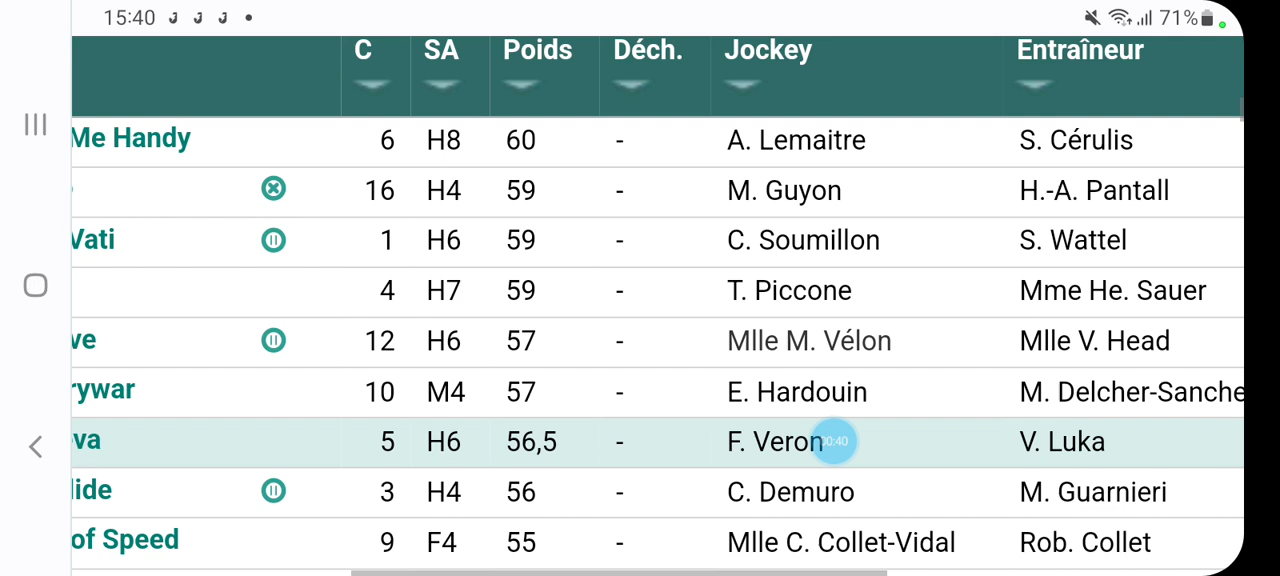 15:40 71%
C SA Poids Déch. Jockey Entraîneur
Me Handy 6 H8 60 - A. Lemaitre S. Cérulis
16 H4 59 - M. Guyon H.-A. Pantall
Vati 1 H6 59 - C. Soumillon S. Wattel
4 H7 59 - T. Piccone Mme He. Sauer
ve 12 H6 57 - Mlle M. Vélon Mlle V. Head
rywar 10 M4 57 - E. Hardouin M. Delcher-Sanche
va 5 H6 56,5 - F. Veron 00:40 V. Luka
lide 3 H4 56 - C. Demuro M. Guarnieri
of Speed 9 F4 55 - Mlle C. Collet-Vidal Rob. Collet